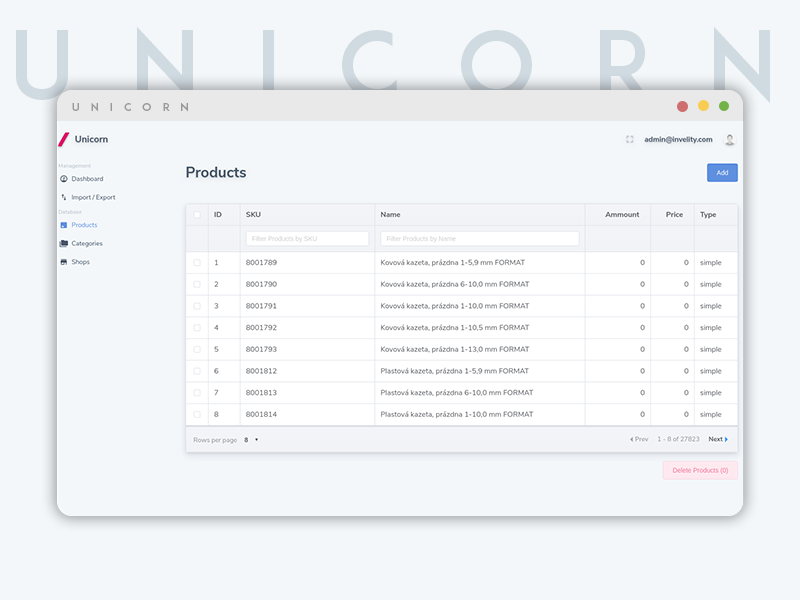 UNICORN
UNICORN
Unicorn
admin@invelity.com
Management
Dashboard
Import / Export
Database
Products
Categories
Shops
Products
Add
ID SKU Name Ammount Price Type
Filter Products by SKU Filter Products by Name
1 8001789 Kovová kazeta, prázdna 1-5,9 mm FORMAT 0 0 simple
2 8001790 Kovová kazeta, prázdna 6-10,0 mm FORMAT 0 0 simple
3 8001791 Kovová kazeta, prázdna 1-10,0 mm FORMAT 0 0 simple
4 8001792 Kovová kazeta, prázdna 1-10,5 mm FORMAT 0 0 simple
5 8001793 Kovová kazeta, prázdna 1-13,0 mm FORMAT 0 0 simple
6 8001812 Plastová kazeta, prázdna 1-5,9 mm FORMAT 0 0 simple
7 8001813 Plastová kazeta, prázdna 6-10,0 mm FORMAT 0 0 simple
8 8001814 Plastová kazeta, prázdna 1-10,0 mm FORMAT 0 0 simple
Rows per page 8 Prev 1 - 8 of 27823 Next
Delete Products (0)